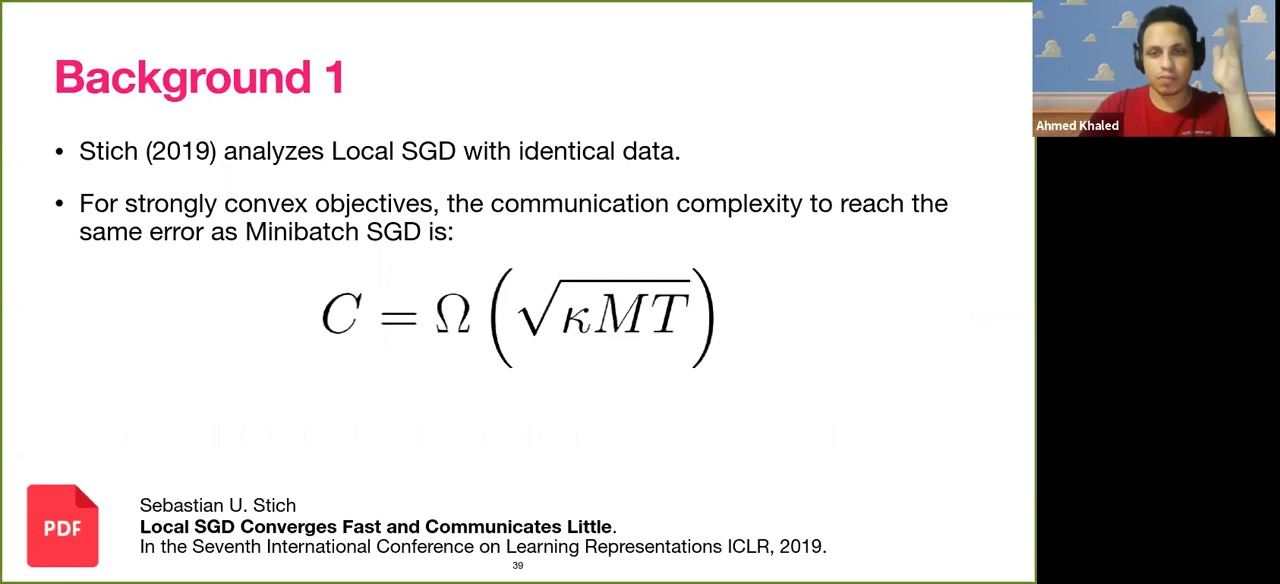 Background 1
• Stich (2019) analyzes Local SGD with identical data.
• For strongly convex objectives, the communication complexity to reach the
same error as Minibatch SGD is:
C = Ω(√κMT)
PDF
Sebastian U. Stich
Local SGD Converges Fast and Communicates Little.
In the Seventh International Conference on Learning Representations ICLR, 2019.
39
Ahmed Khaled